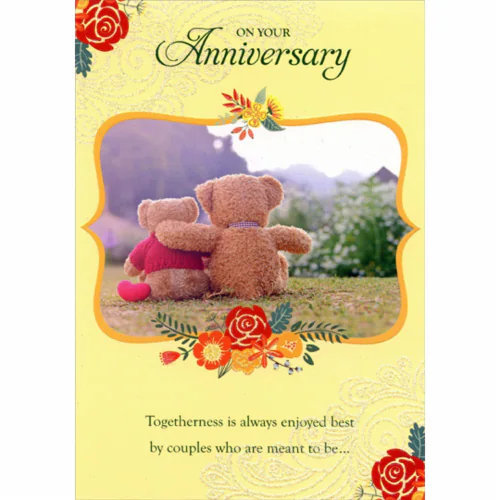 ON YOUR
Anniversary
Togetherness is always enjoyed best
by couples who are meant to be...